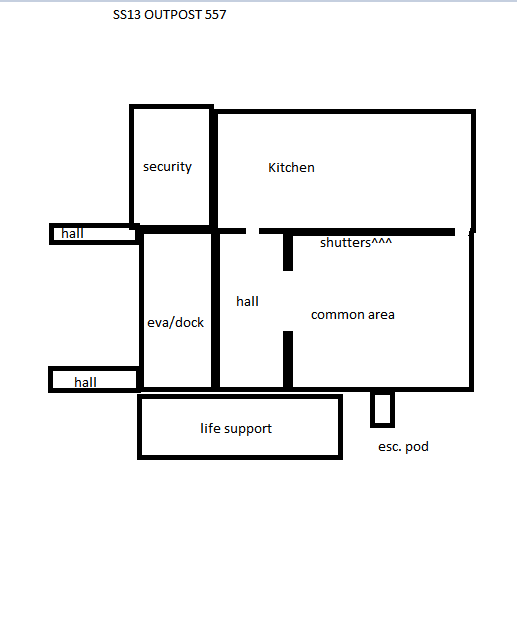 SS13 OUTPOST 557
security
Kitchen
hall
shutters^^^
hall
common area
eva/dock
hall
life support
esc. pod